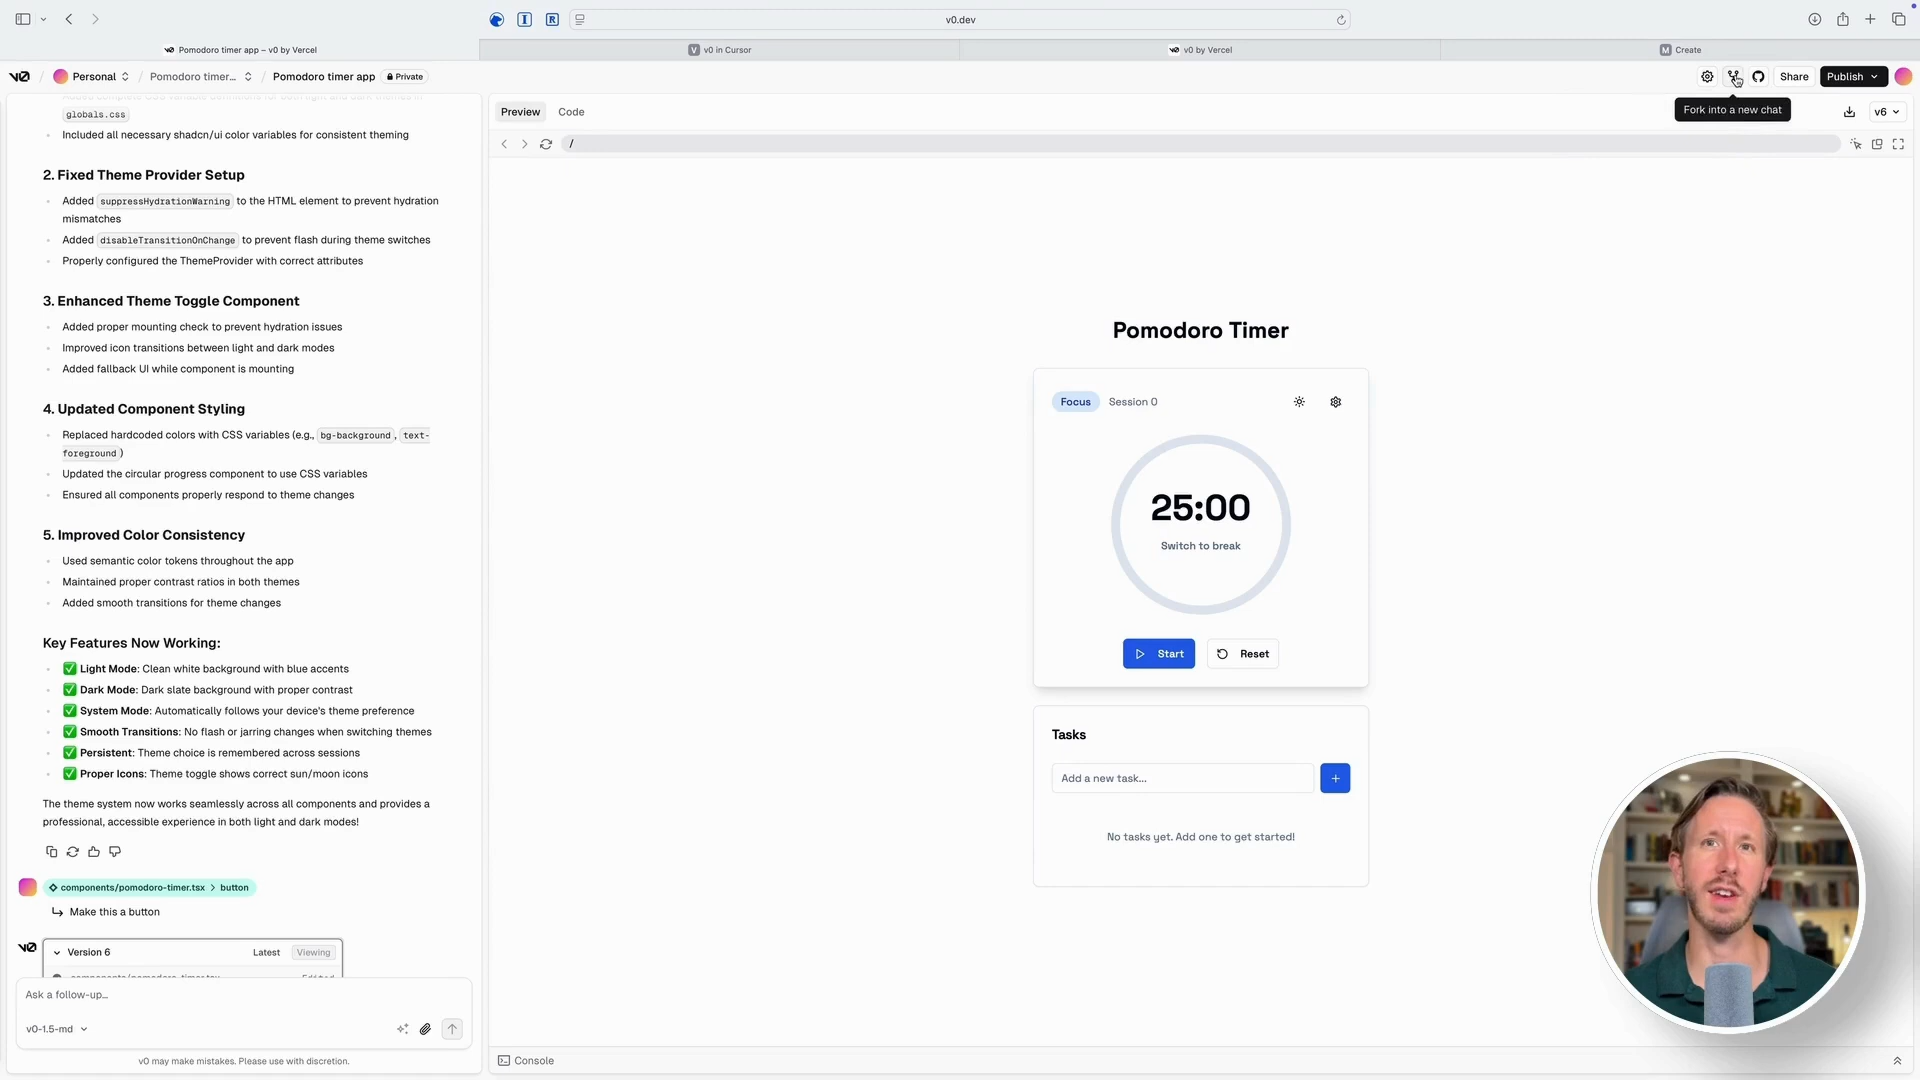 v0.dev
Pomodoro timer app – v0 by Vercel
v0 in Cursor
v0 by Vercel
Create
Personal
Pomodoro timer...
Pomodoro timer app
Private
Share
Publish
Fork into a new chat
globals.css
Included all necessary shadcn/ui color variables for consistent theming
2. Fixed Theme Provider Setup
Added suppressHydrationWarning to the HTML element to prevent hydration
mismatches
Added disableTransitionOnChange to prevent flash during theme switches
Properly configured the ThemeProvider with correct attributes
3. Enhanced Theme Toggle Component
Added proper mounting check to prevent hydration issues
Improved icon transitions between light and dark modes
Added fallback UI while component is mounting
4. Updated Component Styling
Replaced hardcoded colors with CSS variables (e.g., bg-background, text-
foreground)
Updated the circular progress component to use CSS variables
Ensured all components properly respond to theme changes
5. Improved Color Consistency
Used semantic color tokens throughout the app
Maintained proper contrast ratios in both themes
Added smooth transitions for theme changes
Key Features Now Working:
✅ Light Mode: Clean white background with blue accents
✅ Dark Mode: Dark slate background with proper contrast
✅ System Mode: Automatically follows your device's theme preference
✅ Smooth Transitions: No flash or jarring changes when switching themes
✅ Persistent: Theme choice is remembered across sessions
✅ Proper Icons: Theme toggle shows correct sun/moon icons
The theme system now works seamlessly across all components and provides a
professional, accessible experience in both light and dark modes!
components/pomodoro-timer.tsx > button
Make this a button
v0
Version 6
Latest
Viewing
Ask a follow-up...
v0-1.5-md
v0 may make mistakes. Please use with discretion.
Preview
Code
v6
/
Pomodoro Timer
Focus
Session 0
25:00
Switch to break
Start
Reset
Tasks
Add a new task...
+
No tasks yet. Add one to get started!
Console